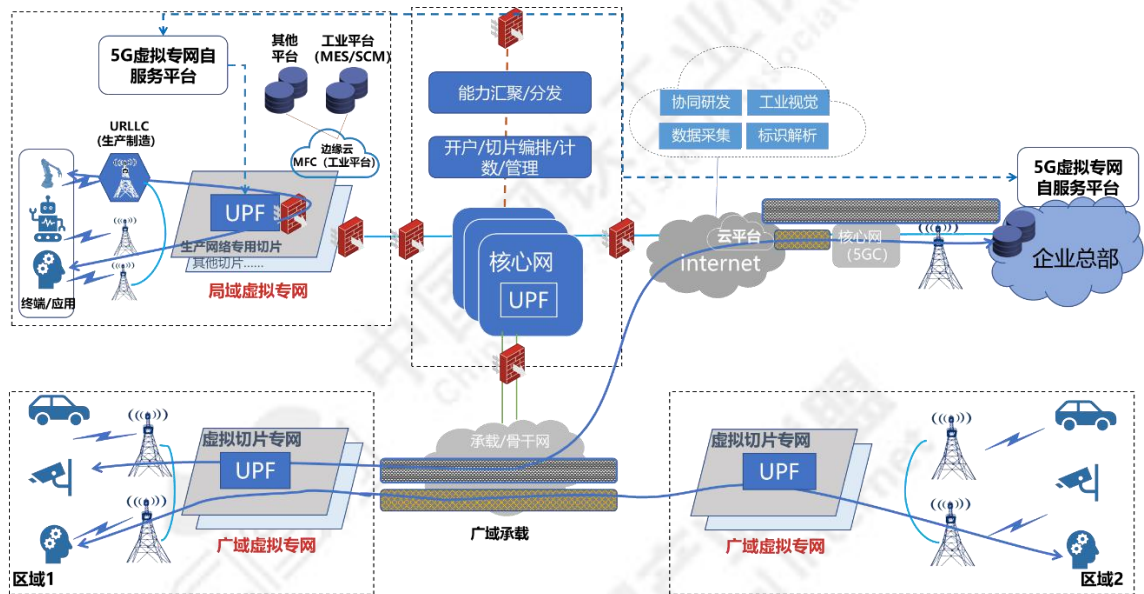 5G虚拟专网自
服务平台
其他
平台
工业平台
(MES/SCM)
URLLC
(生产制造)
边缘云
MFC（工业平台）
UPF
生产网络专用切片
其他切片......
终端/应用
局域虚拟专网
能力汇聚/分发
开户/切片编排/计
数/管理
核心网
UPF
协同研发
工业视觉
数据采集
标识解析
云平台
internet
核心网
(5GC)
5G虚拟专网
自服务平台
企业总部
虚拟切片专网
UPF
广域虚拟专网
区域1
承载/骨干网
广域承载
虚拟切片专网
UPF
广域虚拟专网
区域2